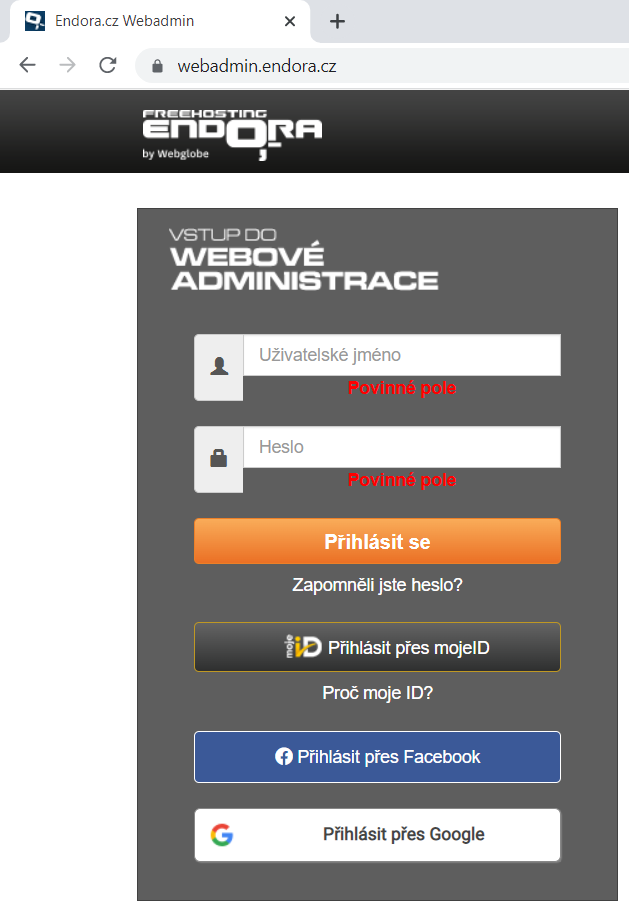 Endora.cz Webadmin
webadmin.endora.cz
FREEHOSTING
ENDORA
by Webglobe
VSTUP DO
WEBOVÉ
ADMINISTRACE
Uživatelské jméno
Povinné pole
Heslo
Povinné pole
Přihlásit se
Zapomněli jste heslo?
moje iD Přihlásit přes mojeID
Proč moje ID?
Přihlásit přes Facebook
Přihlásit přes Google